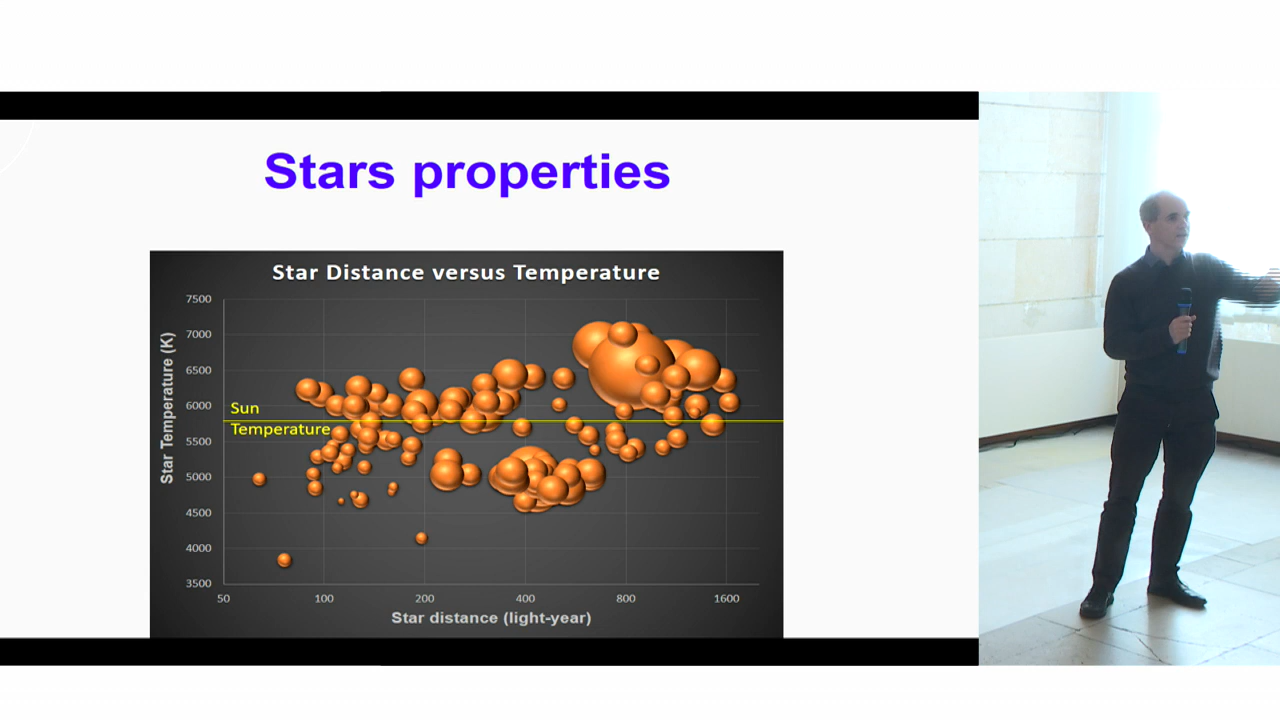 Stars properties
Star Distance versus Temperature
Star Temperature (K)
7500
7000
6500
6000
5500
5000
4500
4000
3500
Sun
Temperature
50 100 200 400 800 1600
Star distance (light-year)